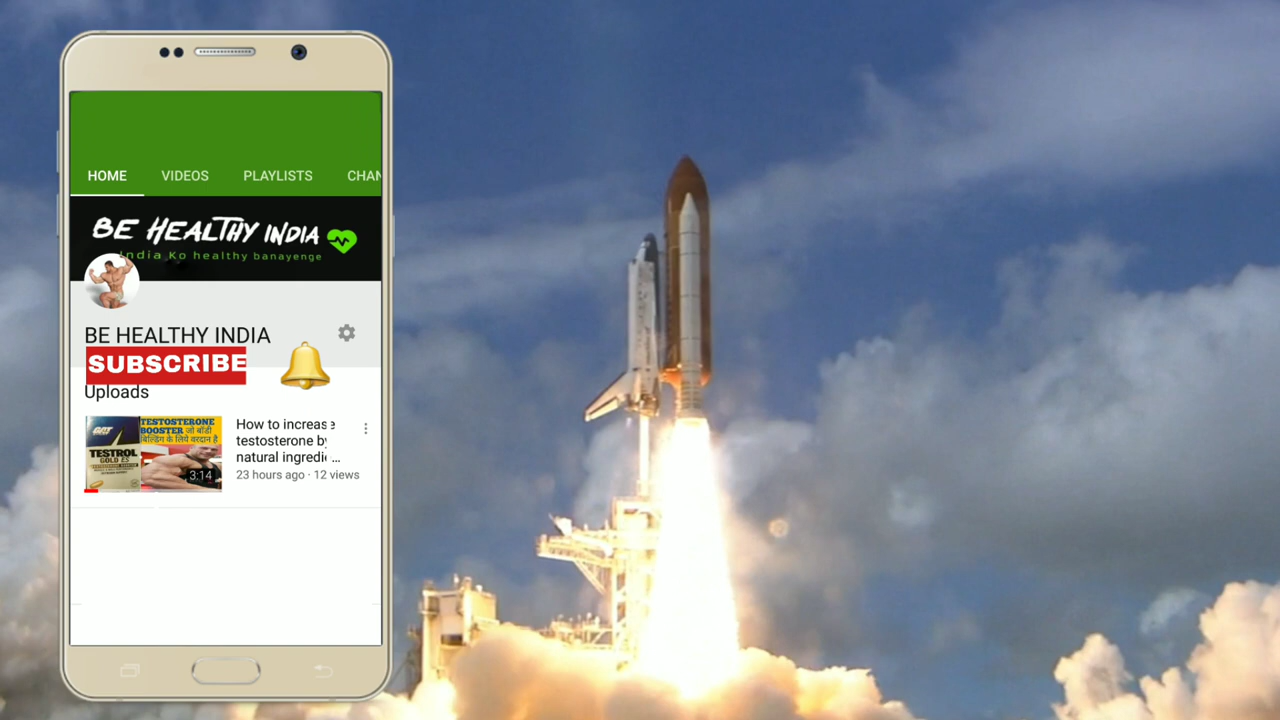 HOME VIDEOS PLAYLISTS CHAN
BE HEALTHY INDIA
India Ko healthy banayenge
BE HEALTHY INDIA
SUBSCRIBE
Uploads
TESTOSTERONE
BOOSTER जो बॉडी
बिल्डिंग के लिये वरदान है
TESTROL
GOLD ES
3:14
How to increase
testosterone by
natural ingredi ...
23 hours ago · 12 views